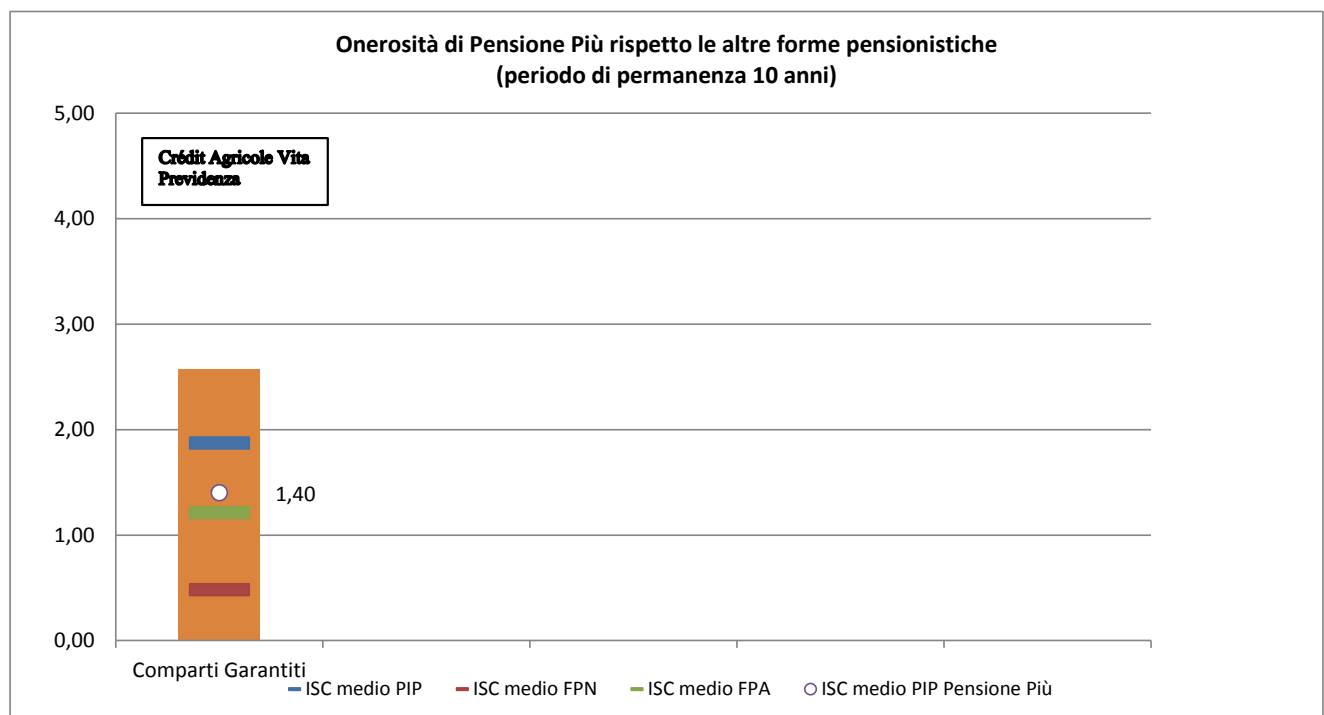 Onerosità di Pensione Più rispetto le altre forme pensionistiche
(periodo di permanenza 10 anni)
5,00
Crédit Agricole Vita
Previdenza
4,00
3,00
2,00
1,40
1,00
0,00
Comparti Garantiti
ISC medio PIP ISC medio FPN ISC medio FPA ISC medio PIP Pensione Più